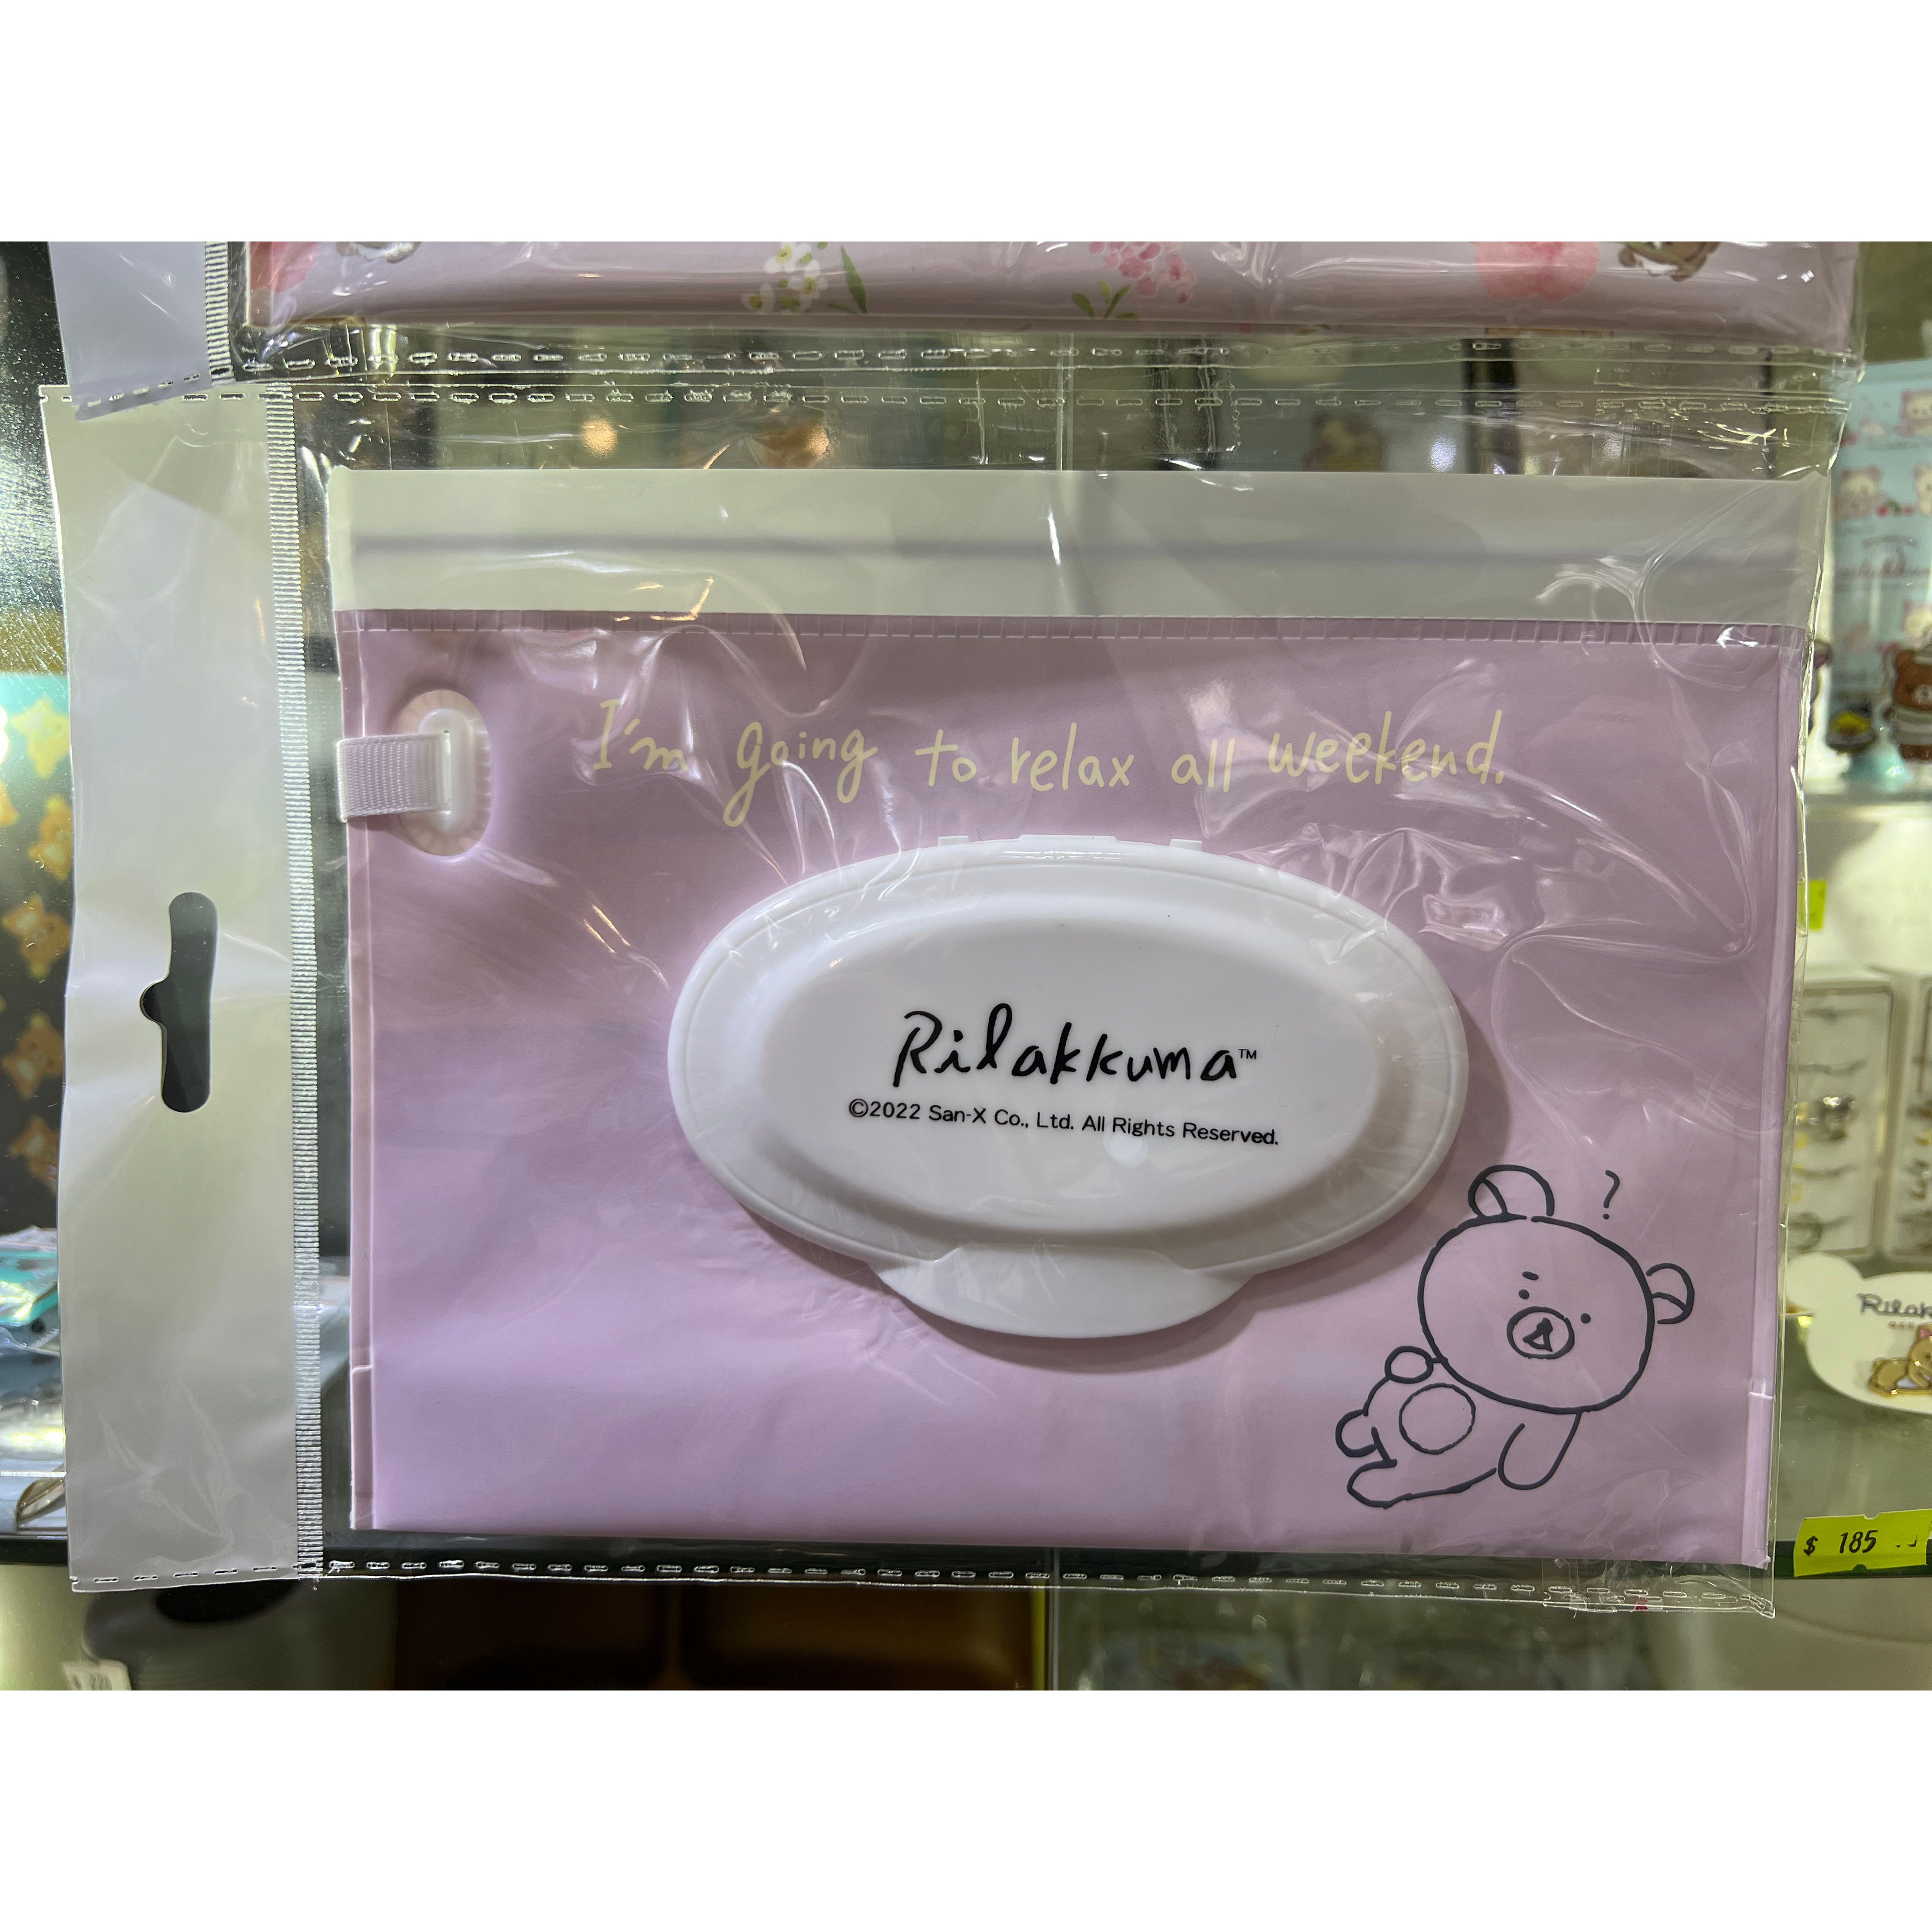 I'm going to relax all weekend.
Rilakkuma™
©2022 San-X Co., Ltd. All Rights Reserved.
?
$ 185